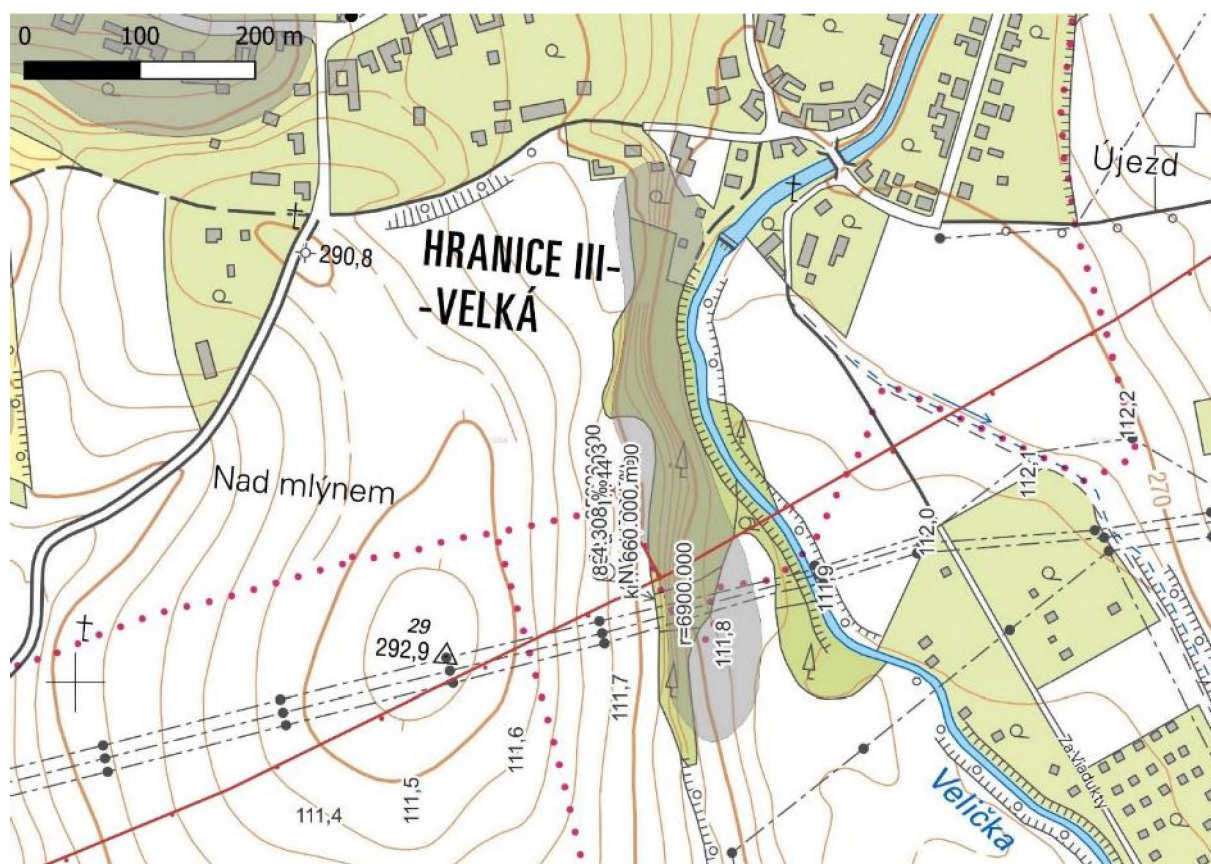 0 100 200 m
Újezd
HRANICE III-
-VELKÁ
290,8
112,2
Nad mlýnem
112,1
270
112,0
111,9
r=6900.000
111,8
29
292,9
111,7
111,6
111,5
111,4
Za Viadukty
Velička